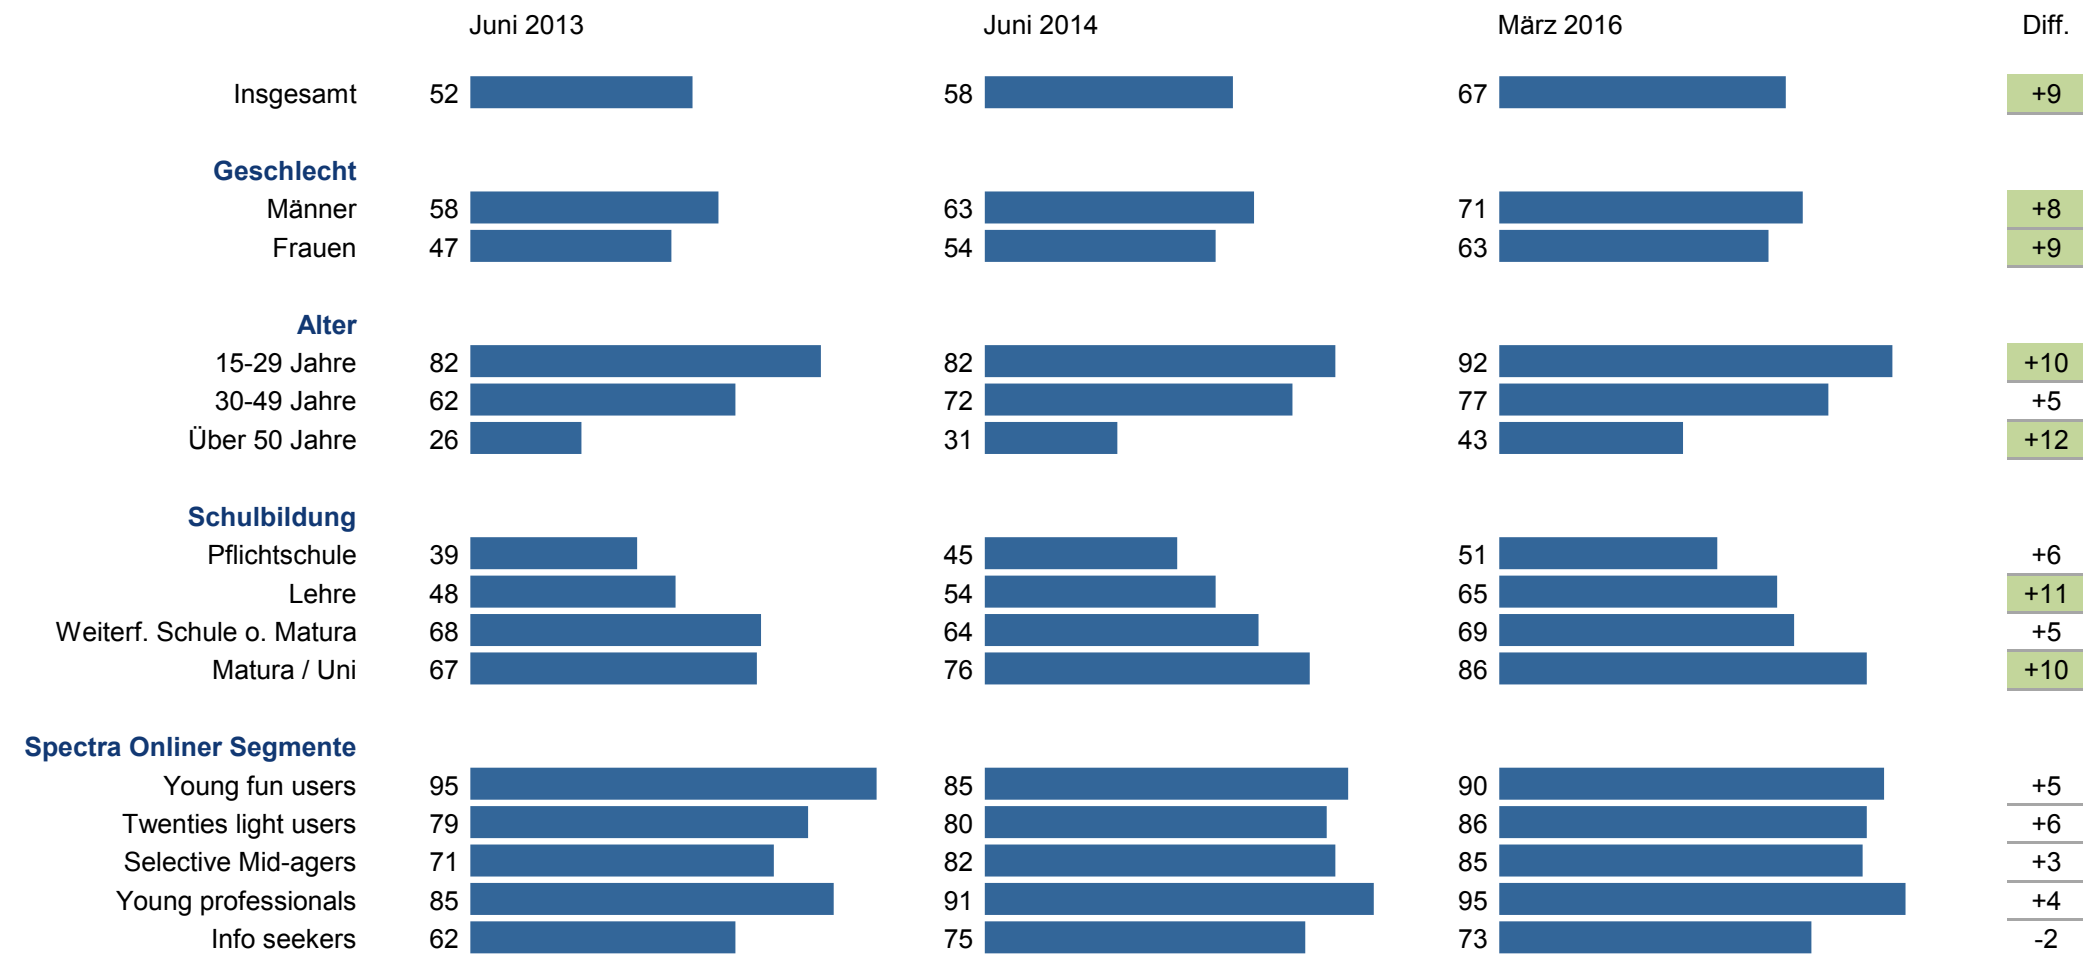 Juni 2013 Juni 2014 März 2016 Diff.
Insgesamt 52 58 67 +9
Geschlecht
Männer 58 63 71 +8
Frauen 47 54 63 +9
Alter
15-29 Jahre 82 82 92 +10
30-49 Jahre 62 72 77 +5
Über 50 Jahre 26 31 43 +12
Schulbildung
Pflichtschule 39 45 51 +6
Lehre 48 54 65 +11
Weiterf. Schule o. Matura 68 64 69 +5
Matura / Uni 67 76 86 +10
Spectra Onliner Segmente
Young fun users 95 85 90 +5
Twenties light users 79 80 86 +6
Selective Mid-agers 71 82 85 +3
Young professionals 85 91 95 +4
Info seekers 62 75 73 -2